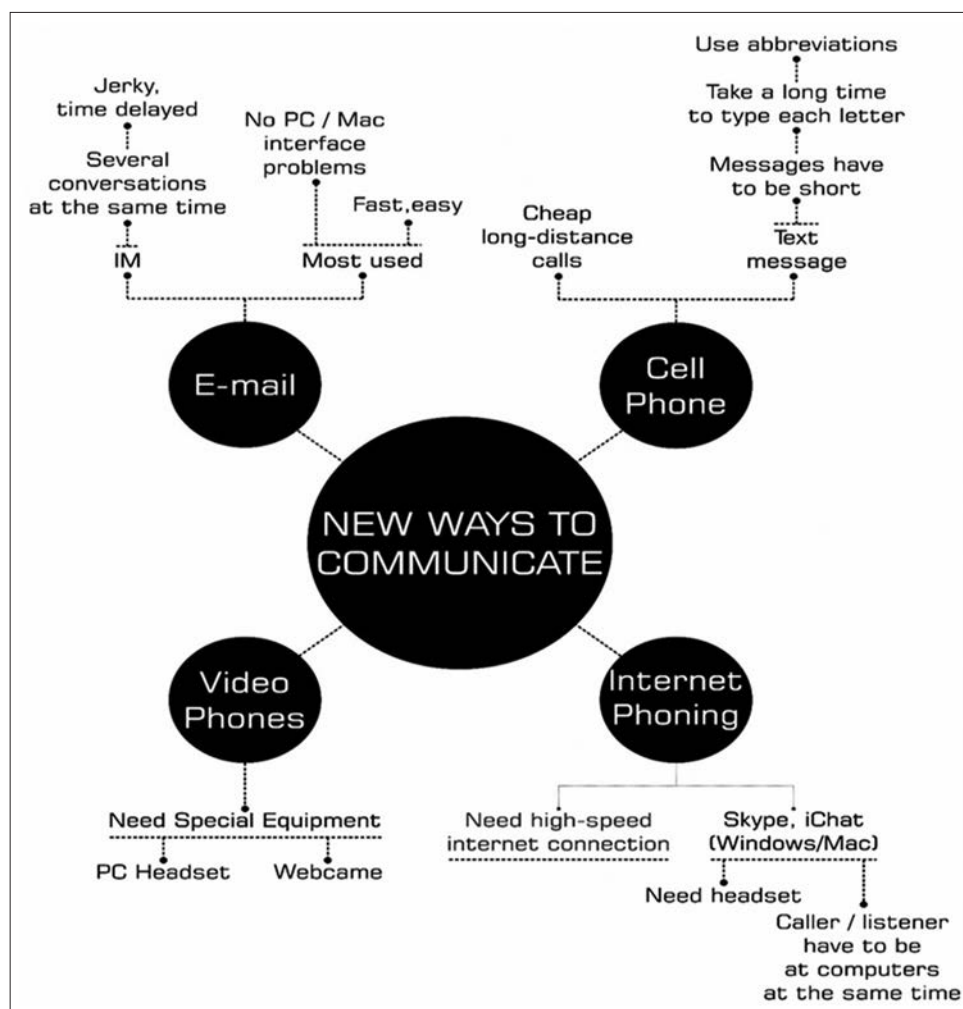 Use abbreviations
Jerky,
time delayed
Take a long time
to type each letter
No PC / Mac
interface
problems
Several
conversations
at the same time
Messages have
to be short
Fast,easy
Cheap
long-distance
calls
IM
Most used
Text
message
E-mail
Cell
Phone
NEW WAYS TO
COMMUNICATE
Video
Phones
Internet
Phoning
Need Special Equipment
PC Headset
Webcame
Need high-speed
internet connection
Skype, iChat
(Windows/Mac)
Need headset
Caller / listener
have to be
at computers
at the same time